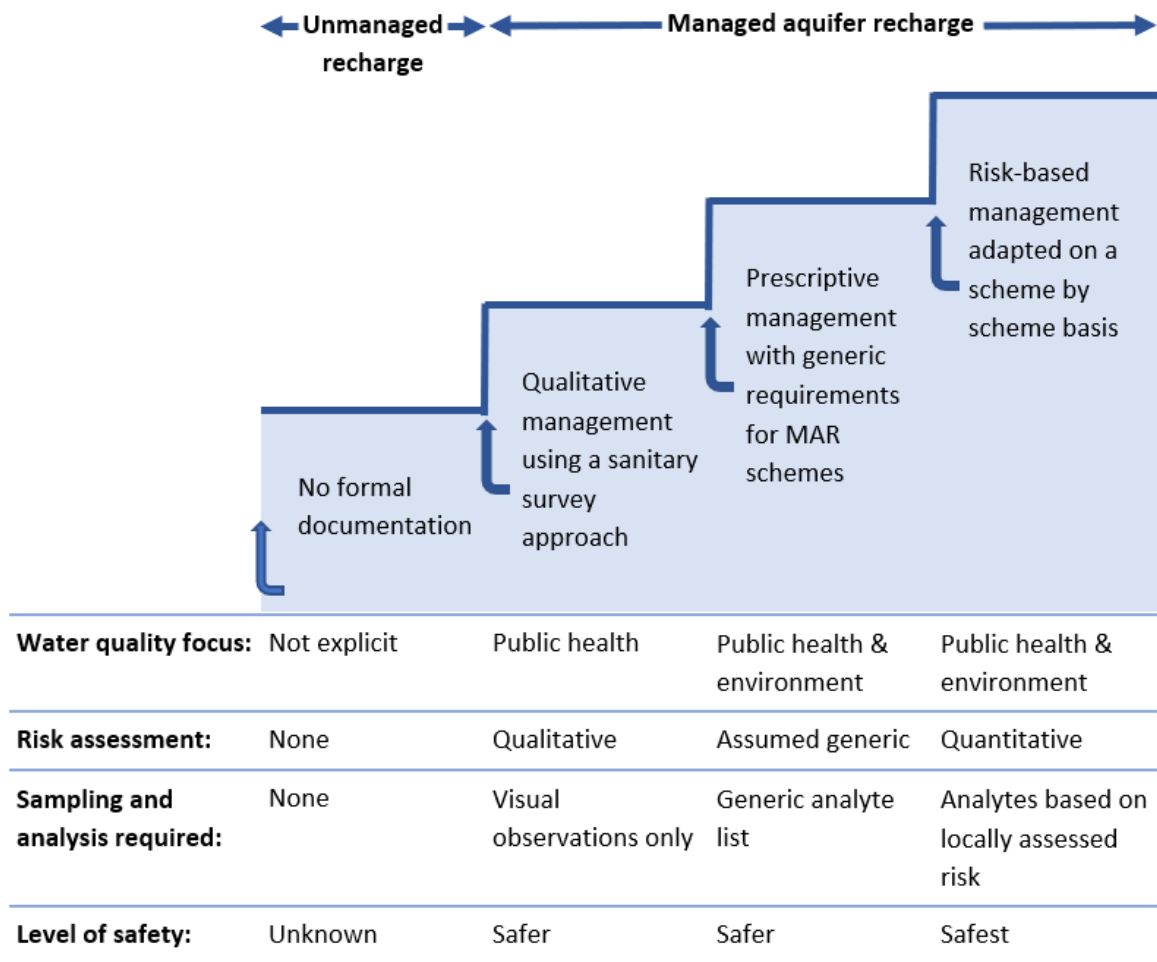 Unmanaged
recharge
Managed aquifer recharge
Risk-based
management
adapted on a
scheme by
scheme basis
Prescriptive
management
with generic
requirements
for MAR
schemes
Qualitative
management
using a sanitary
survey
approach
No formal
documentation
Water quality focus: Not explicit Public health Public health & Public health &
environment environment
Risk assessment: None Qualitative Assumed generic Quantitative
Sampling and None Visual Generic analyte Analytes based on
analysis required: observations only list locally assessed
risk
Level of safety: Unknown Safer Safer Safest